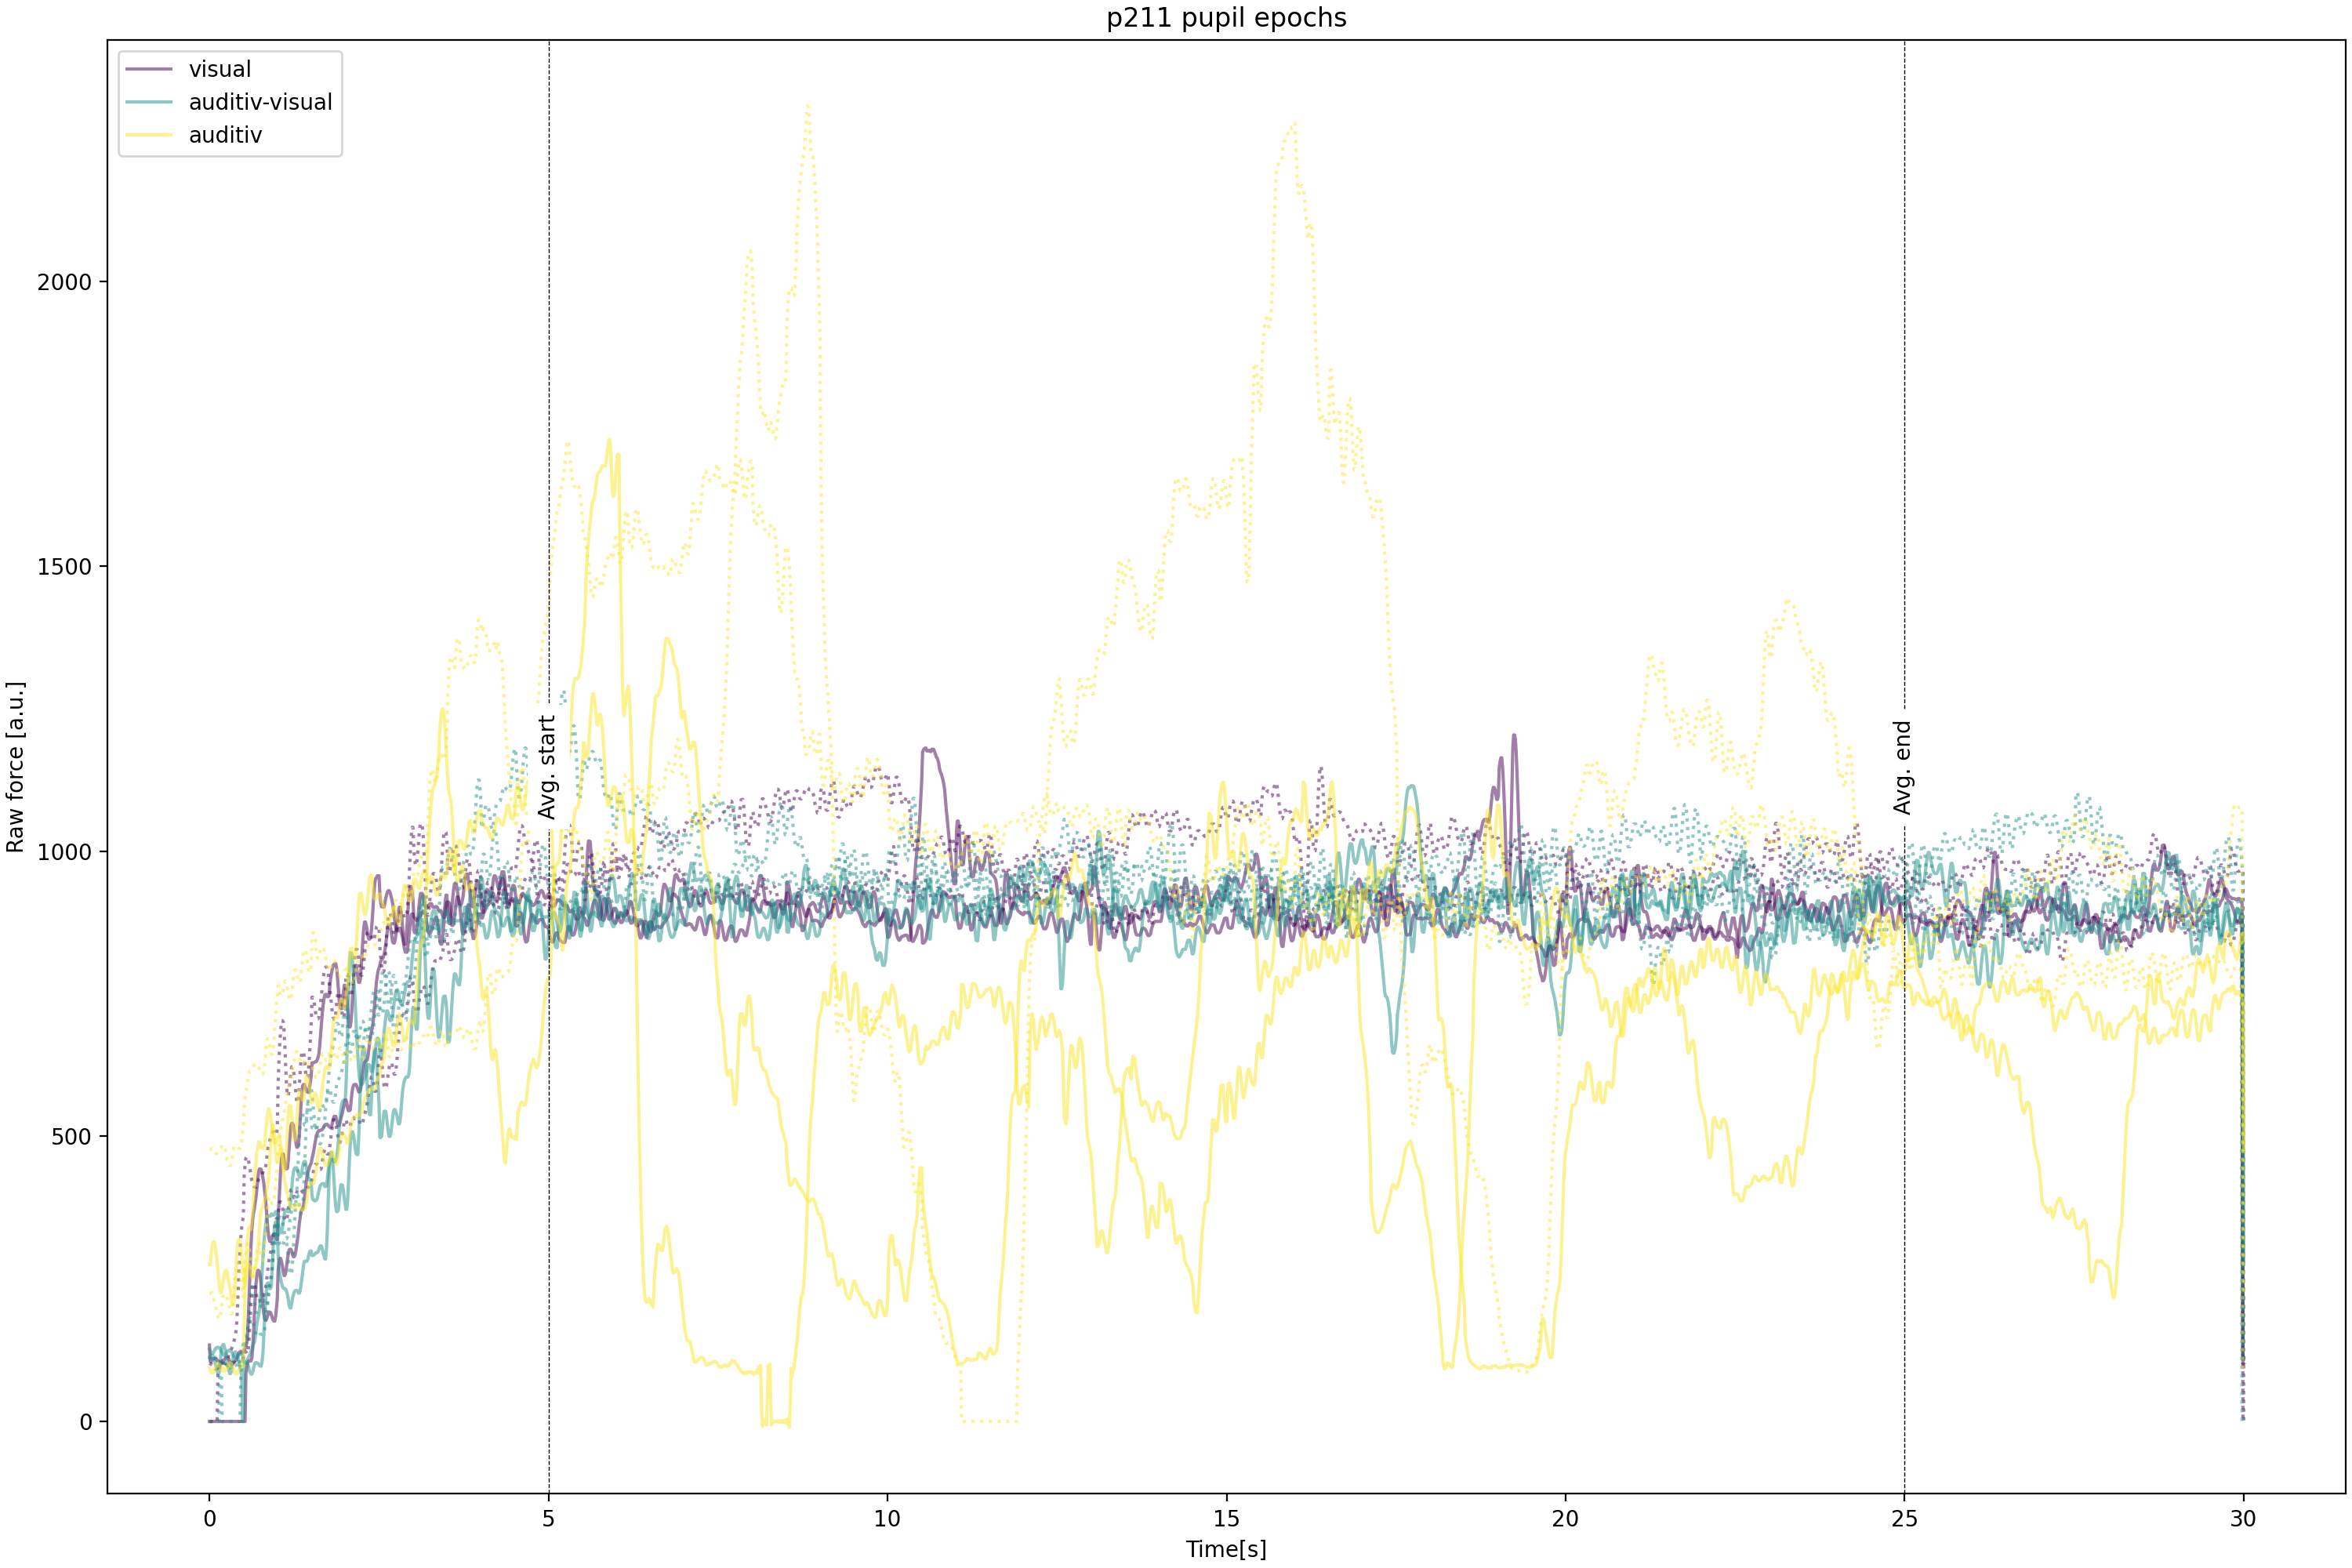 p211 pupil epochs
visual
auditiv-visual
auditiv
2000
1500
1000
500
0
Raw force [a.u.]
Avg. start
Avg. end
0 5 10 15 20 25 30
Time[s]